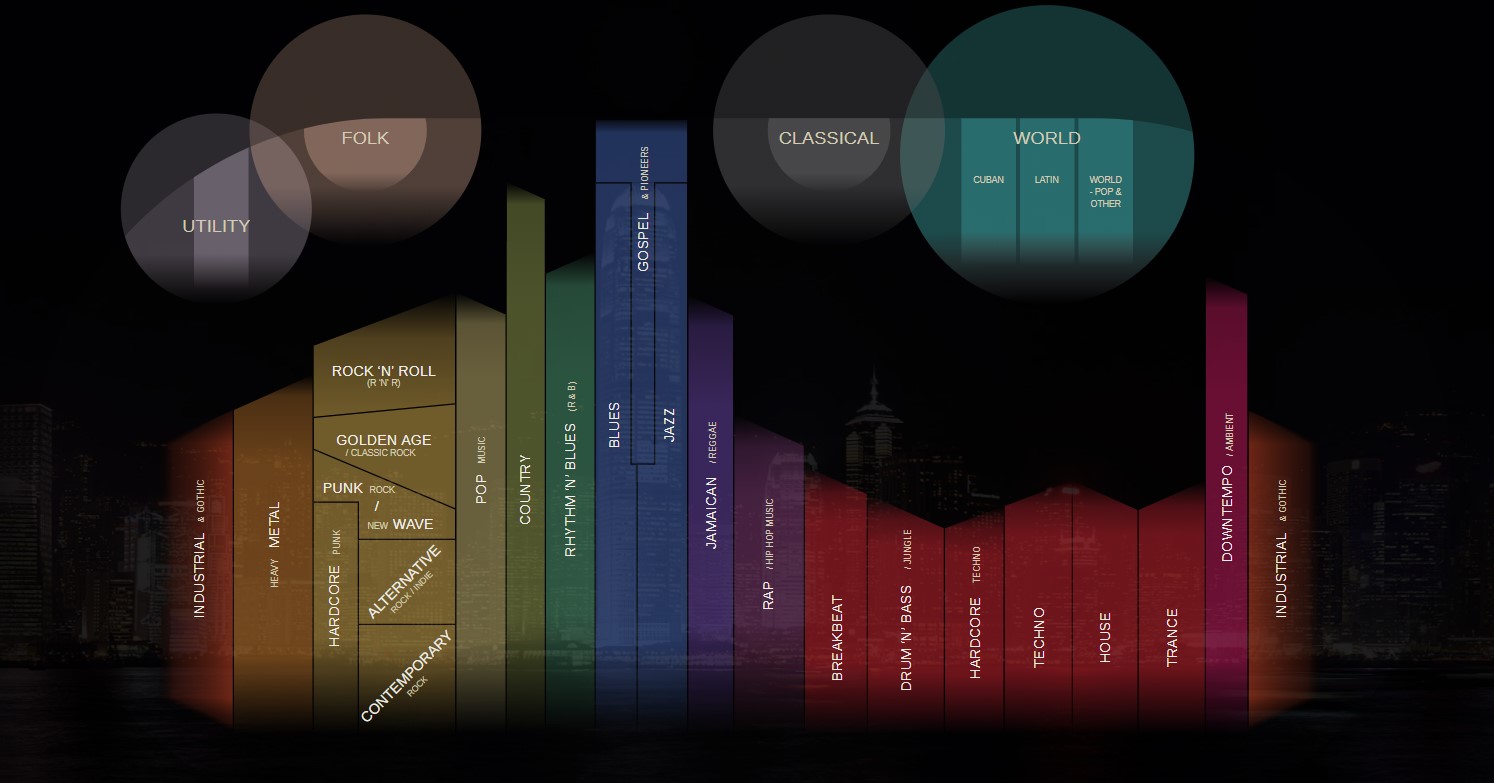 FOLK
CLASSICAL
WORLD
CUBAN
LATIN
WORLD
- POP &
OTHER
UTILITY
INDUSTRIAL & GOTHIC
HEAVY METAL
ROCK 'N' ROLL
(R 'N' R)
GOLDEN AGE
/ CLASSIC ROCK
PUNK ROCK
/
NEW WAVE
HARDCORE PUNK
ALTERNATIVE
ROCK / INDIE
CONTEMPORARY
ROCK
POP MUSIC
COUNTRY
RHYTHM 'N' BLUES (R & B)
BLUES
GOSPEL & PIONEERS
JAZZ
JAMAICAN / REGGAE
RAP / HIP HOP MUSIC
BREAKBEAT
DRUM 'N' BASS / JUNGLE
HARDCORE TECHNO
TECHNO
HOUSE
TRANCE
DOWNTEMPO / AMBIENT
INDUSTRIAL & GOTHIC